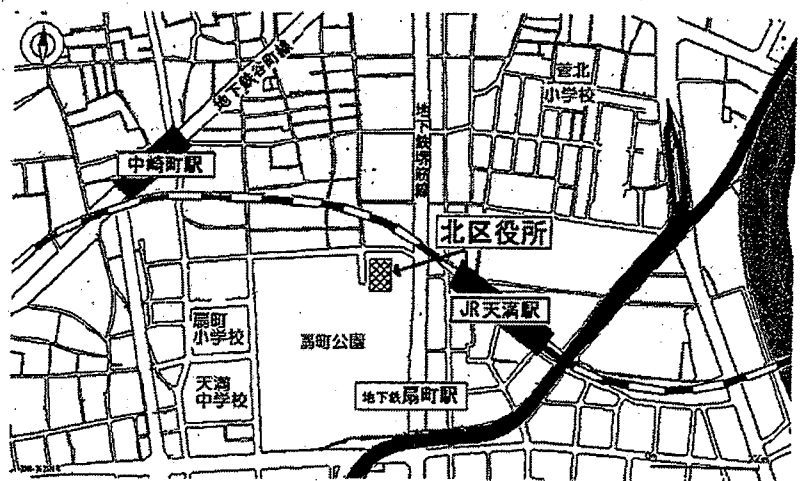 地下鉄谷町線
菅北
小学校
地下鉄堺筋線
中崎町駅
北区役所
JR天満駅
扇町
小学校
扇町公園
天満
中学校
地下鉄扇町駅